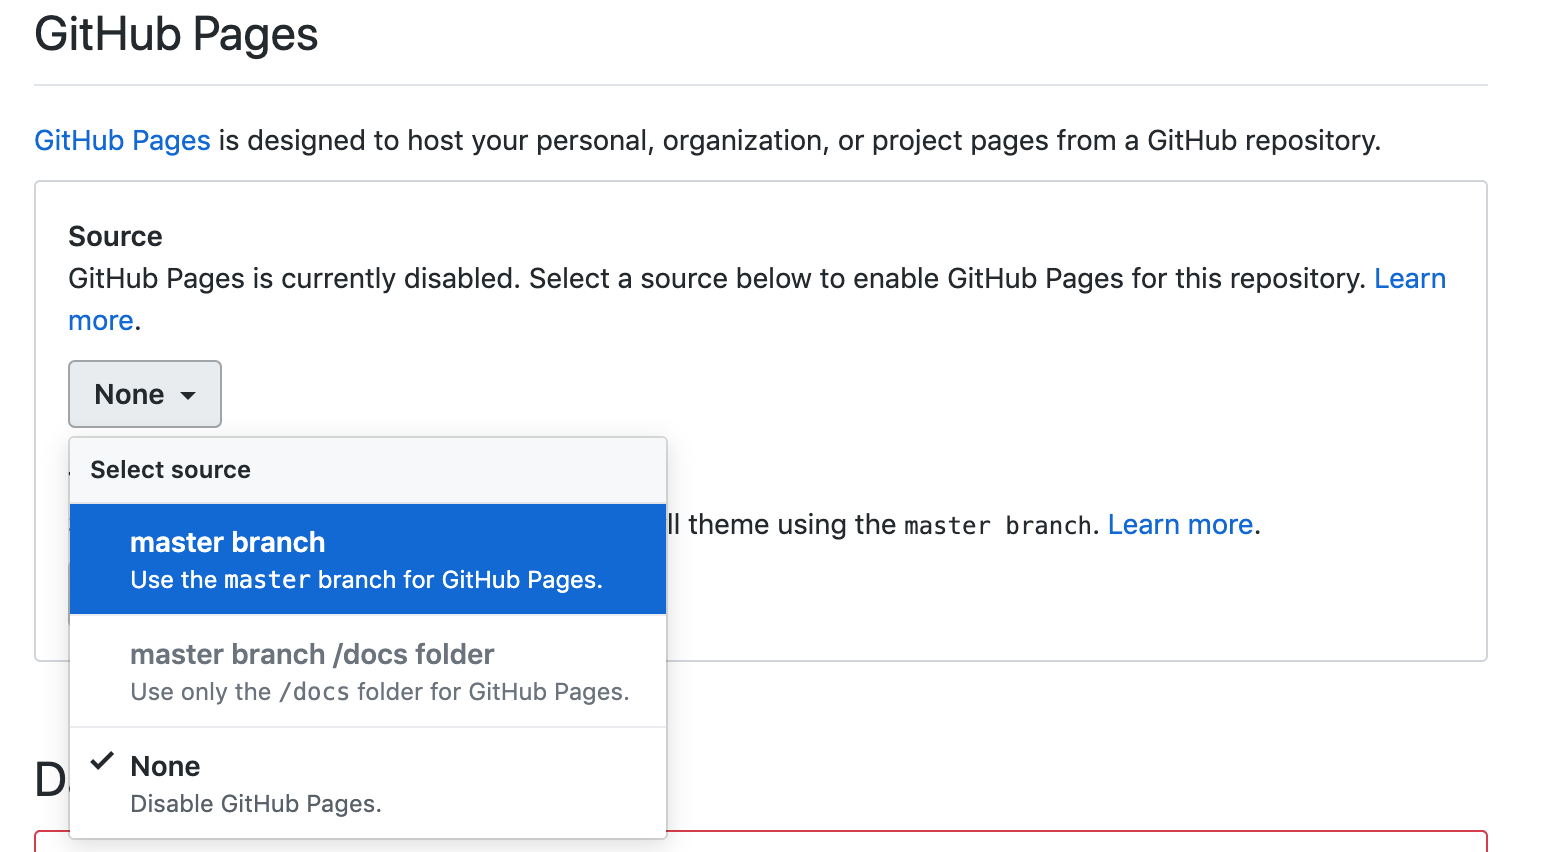 GitHub Pages
GitHub Pages is designed to host your personal, organization, or project pages from a GitHub repository.
Source
GitHub Pages is currently disabled. Select a source below to enable GitHub Pages for this repository. Learn
more.
None
Select source
theme using the master branch. Learn more.
master branch
Use the master branch for GitHub Pages.
master branch /docs folder
Use only the /docs folder for GitHub Pages.
None
Disable GitHub Pages.